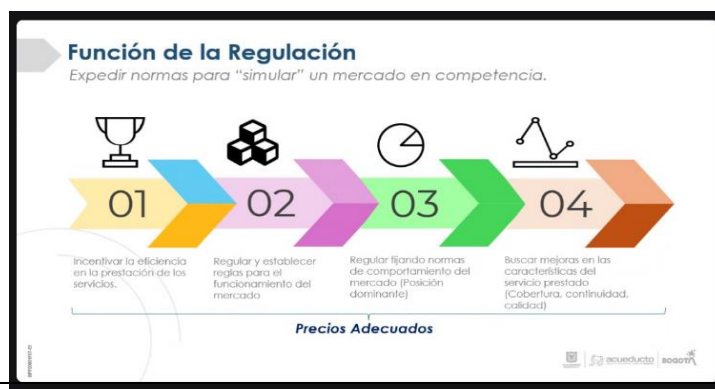 Función de la Regulación
Expedir normas para “simular” un mercado en competencia.
01
02
03
04
Incentivar la eficiencia
en la prestación de los
servicios.
Regular y establecer
reglas para el
funcionamiento del
mercado
Regular fijando normas
de comportamiento del
mercado (Posición
dominante)
Buscar mejoras en las
características del
servicio prestado
(Cobertura, continuidad,
calidad)
Precios Adecuados
acueducto
BOGOTÁ